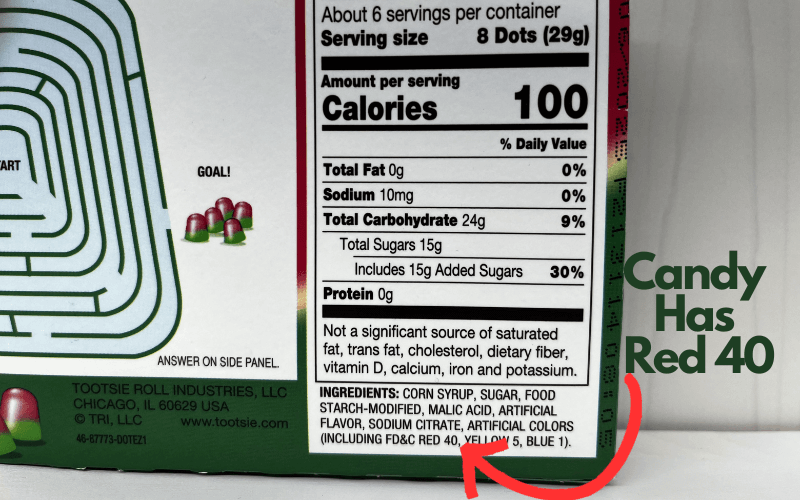 ART
GOAL!
ANSWER ON SIDE PANEL.
TOOTSIE ROLL INDUSTRIES, LLC
CHICAGO, IL 60629 USA
© TRI, LLC www.tootsie.com
46-87773-DOTEZ1
About 6 servings per container
Serving size 8 Dots (29g)
Amount per serving
Calories 100
% Daily Value
Total Fat 0g 0%
Sodium 10mg 0%
Total Carbohydrate 24g 9%
Total Sugars 15g
Includes 15g Added Sugars 30%
Protein 0g
Not a significant source of saturated
fat, trans fat, cholesterol, dietary fiber,
vitamin D, calcium, iron and potassium.
INGREDIENTS: CORN SYRUP, SUGAR, FOOD
STARCH-MODIFIED, MALIC ACID, ARTIFICIAL
FLAVOR, SODIUM CITRATE, ARTIFICIAL COLORS
(INCLUDING FD&C RED 40, YELLOW 5, BLUE 1).
Candy
Has
Red 40